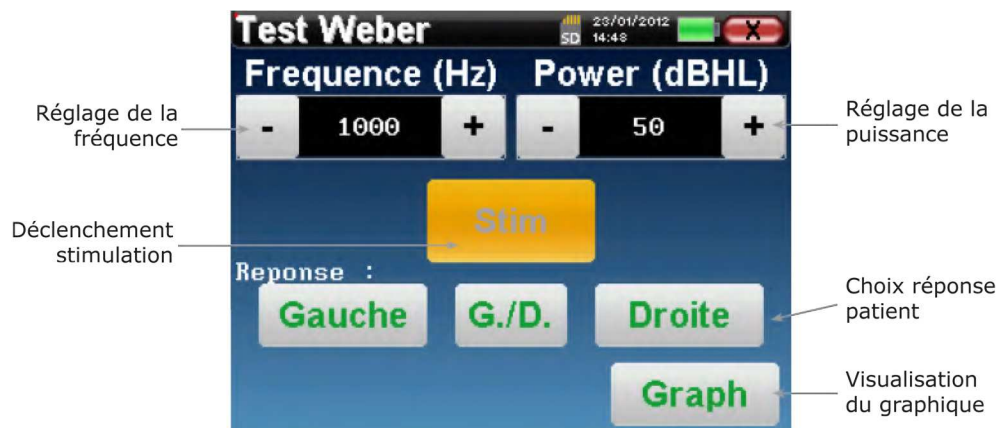 Test Weber
SD
23/01/2012
14:48
X
Frequence (Hz)
Power (dBHL)
Réglage de la
fréquence
- 1000 +
- 50 +
Réglage de la
puissance
Déclenchement
stimulation
Stim
Reponse :
Gauche
G./D.
Droite
Choix réponse
patient
Graph
Visualisation
du graphique